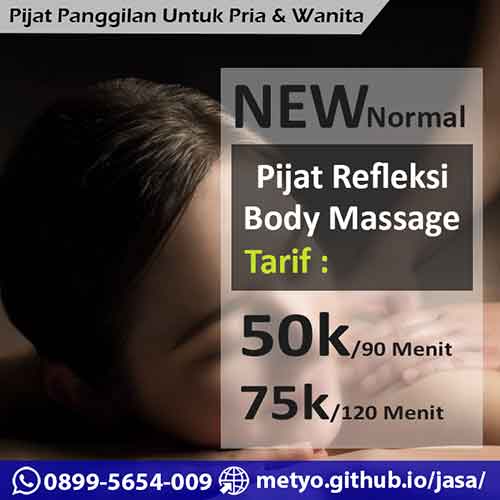 Pijat Panggilan Untuk Pria & Wanita
NEW Normal
Pijat Refleksi
Body Massage
Tarif :
50k/90 Menit
75k/120 Menit
0899-5654-009 metyo.github.io/jasa/